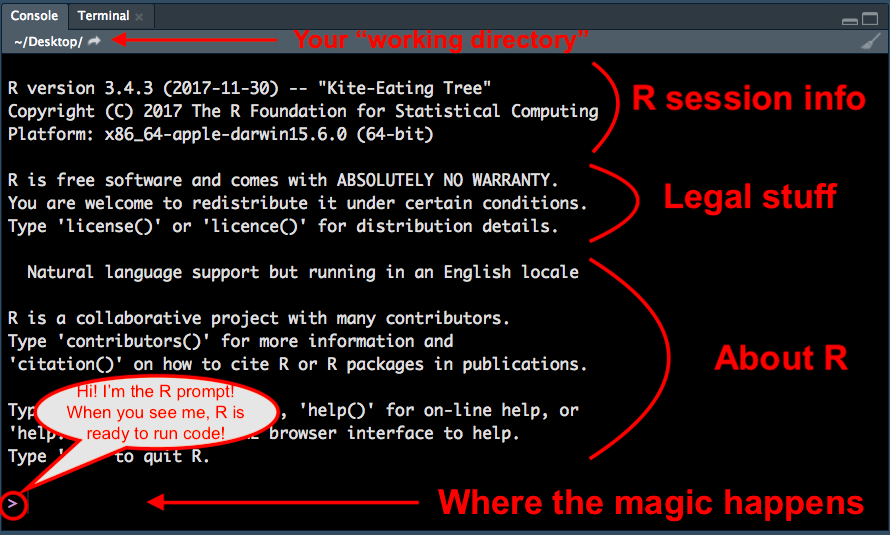 Console Terminal ×
~/Desktop/ Your “working directory”
R version 3.4.3 (2017-11-30) -- "Kite-Eating Tree"
Copyright (C) 2017 The R Foundation for Statistical Computing
Platform: x86_64-apple-darwin15.6.0 (64-bit)
R session info
R is free software and comes with ABSOLUTELY NO WARRANTY.
You are welcome to redistribute it under certain conditions.
Type 'license()' or 'licence()' for distribution details.
Legal stuff
Natural language support but running in an English locale
R is a collaborative project with many contributors.
Type 'contributors()' for more information and
'citation()' on how to cite R or R packages in publications.
About R
Hi! I’m the R prompt!
When you see me, R is
ready to run code!
, 'help()' for on-line help, or
browser interface to help.
Type to quit R.
>
Where the magic happens